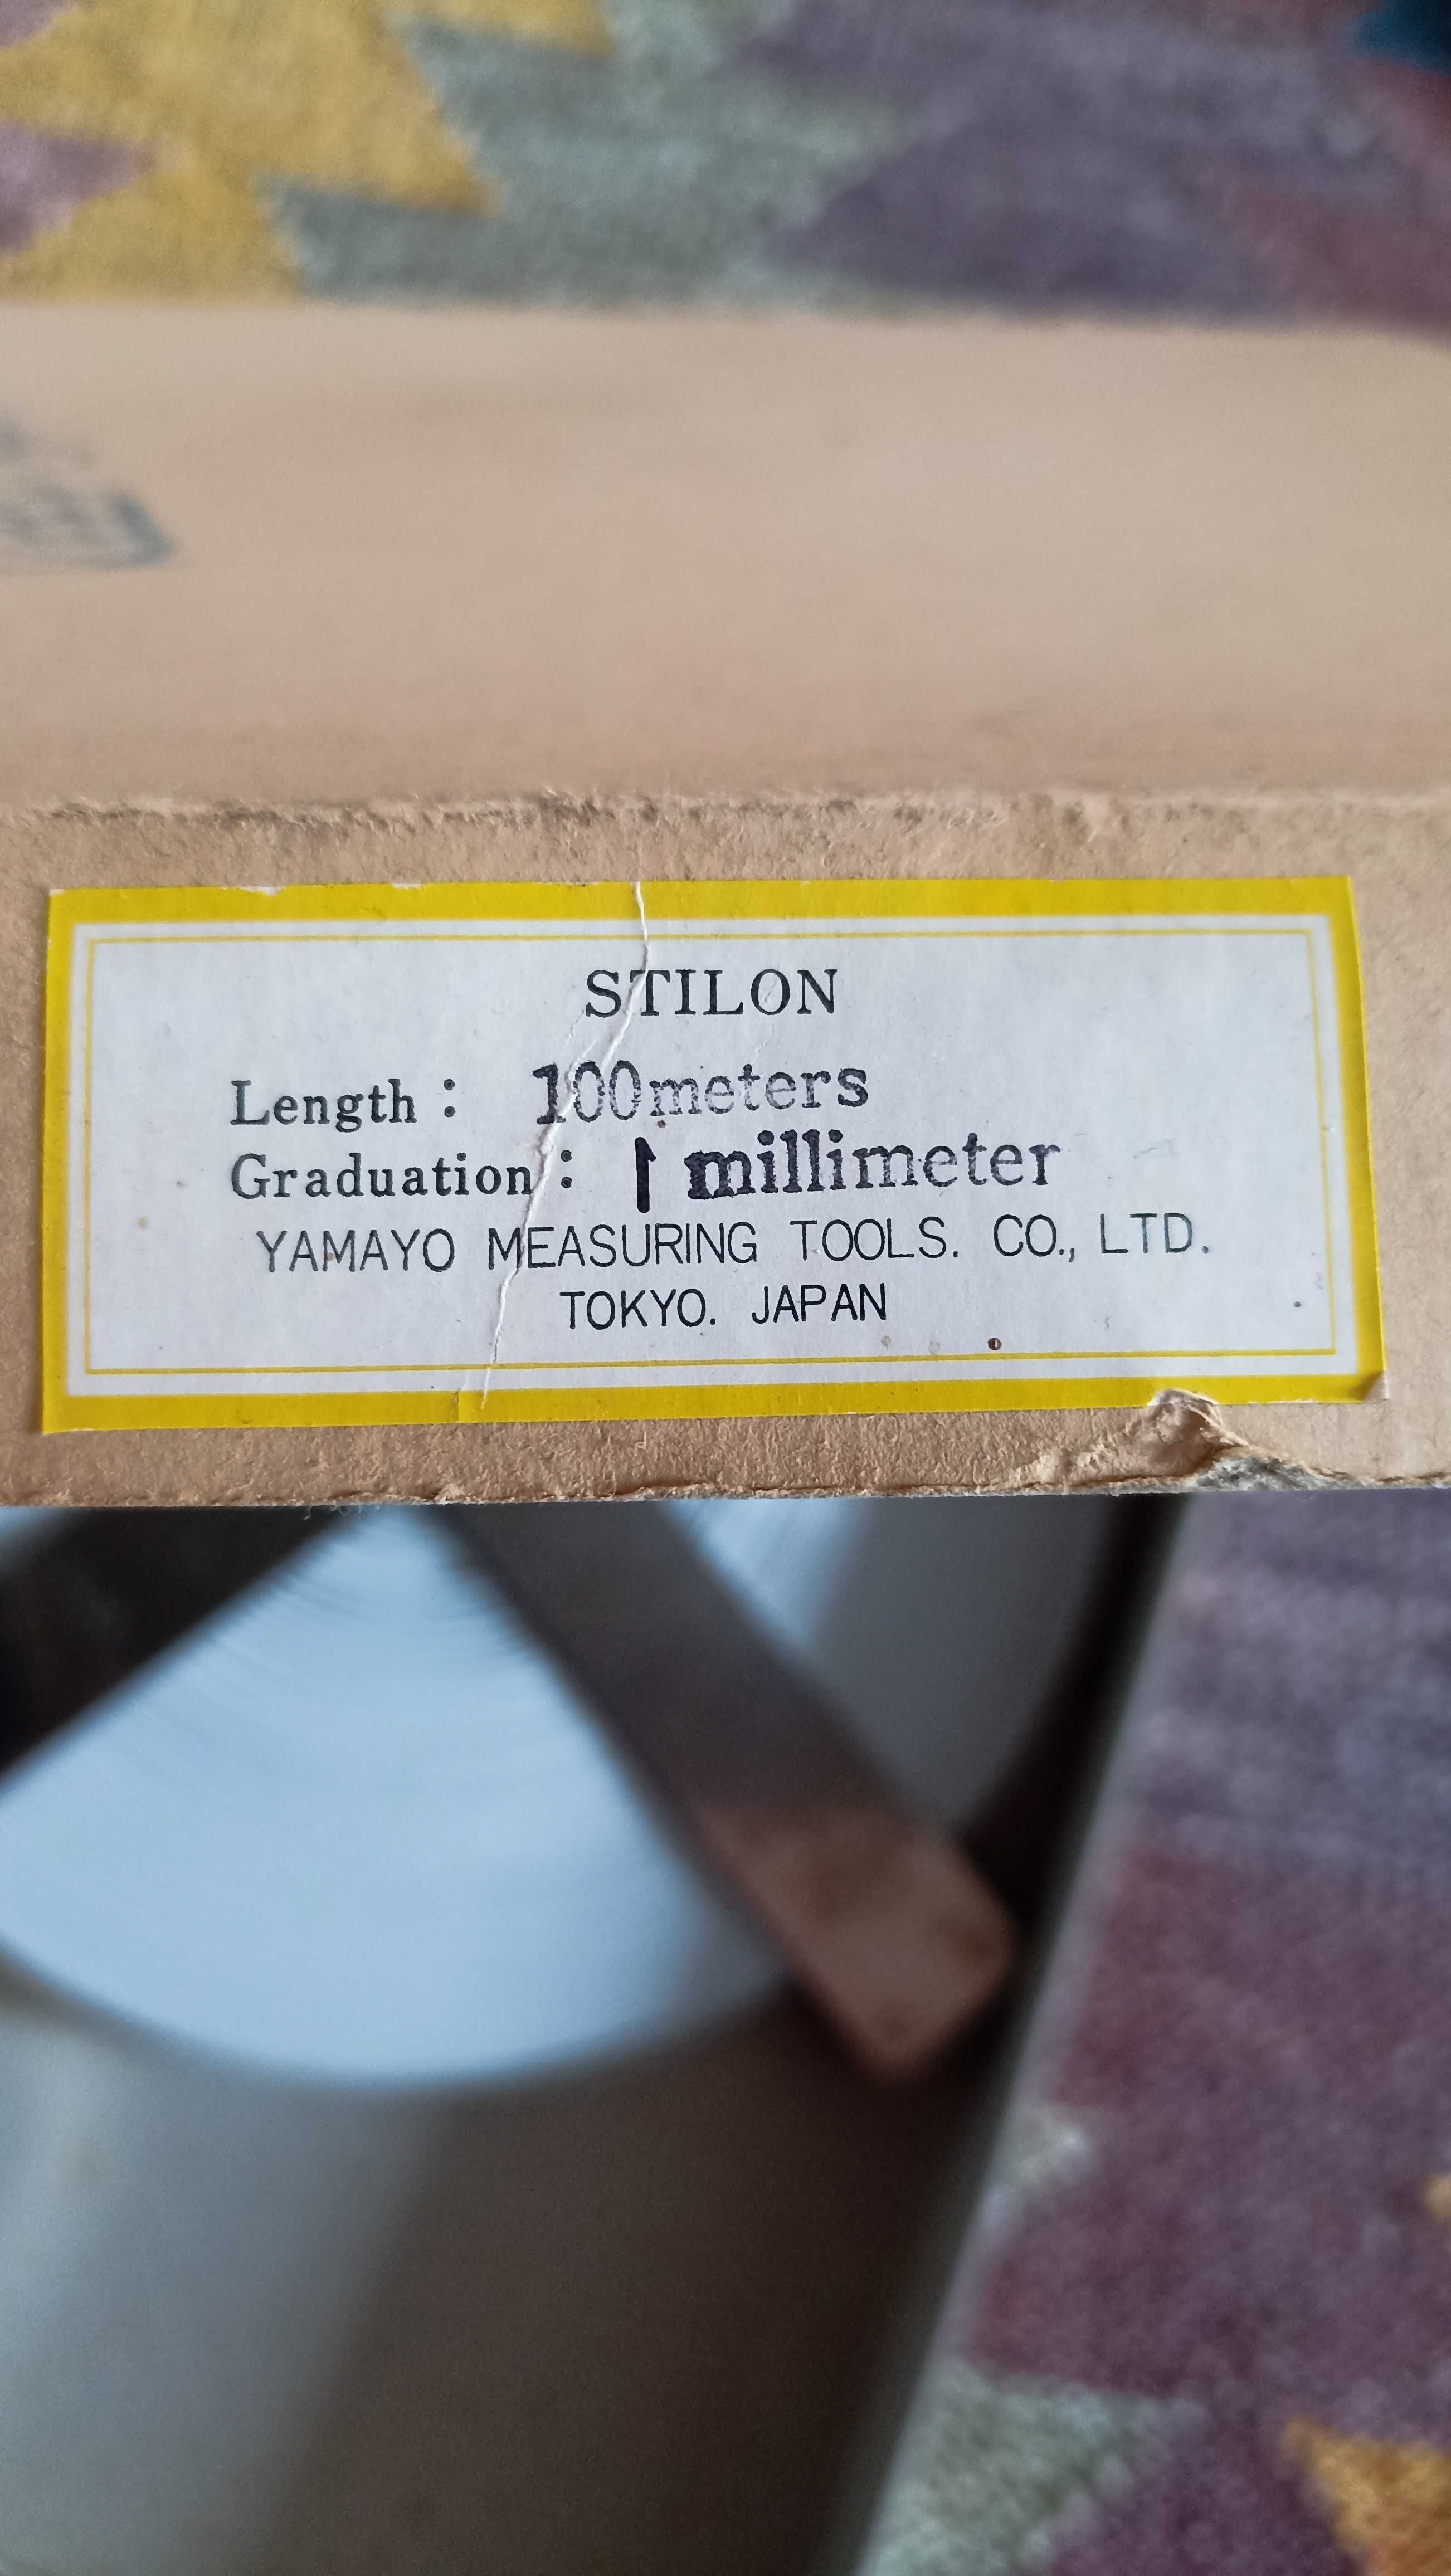 STILON
Length : 100meters
Graduation : 1 millimeter
YAMAYO MEASURING TOOLS. CO., LTD.
TOKYO. JAPAN